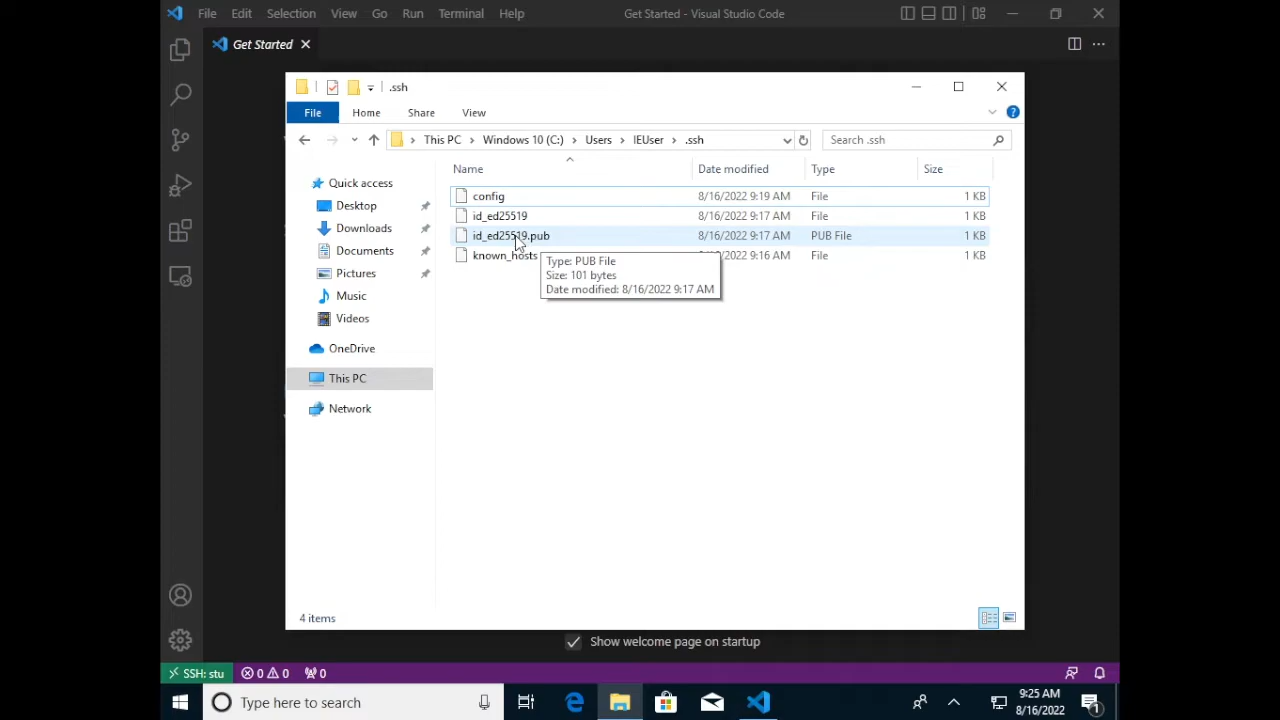 File Edit Selection View Go Run Terminal Help Get Started - Visual Studio Code
Get Started
.ssh
File Home Share View
This PC Windows 10 (C:) Users IEUser .ssh Search .ssh
Name Date modified Type Size
Quick access
Desktop
Downloads
Documents
Pictures
Music
Videos
OneDrive
This PC
Network
config 8/16/2022 9:19 AM File 1 KB
id_ed25519 8/16/2022 9:17 AM File 1 KB
id_ed25519.pub 8/16/2022 9:17 AM PUB File 1 KB
known_hosts 9:16 AM File 1 KB
Type: PUB File
Size: 101 bytes
Date modified: 8/16/2022 9:17 AM
4 items
Show welcome page on startup
SSH: stu 0 0 0
Type here to search
9:25 AM
8/16/2022
1